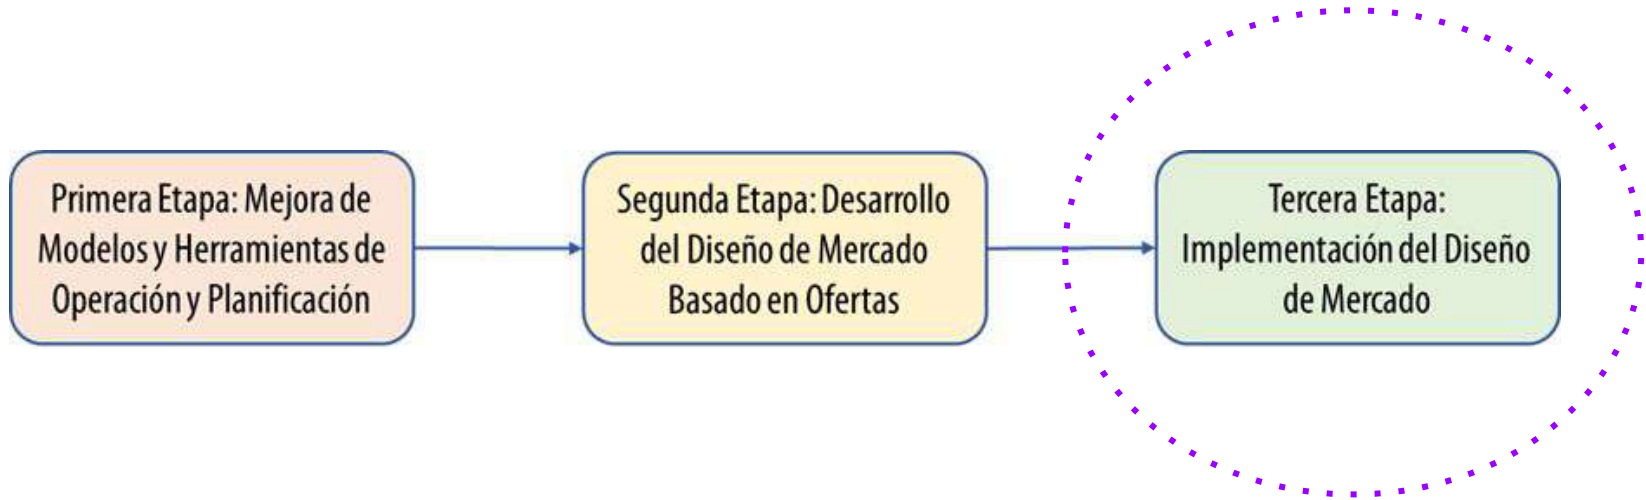 Primera Etapa: Mejora de
Modelos y Herramientas de
Operación y Planificación
Segunda Etapa: Desarrollo
del Diseño de Mercado
Basado en Ofertas
Tercera Etapa:
Implementación del Diseño
de Mercado